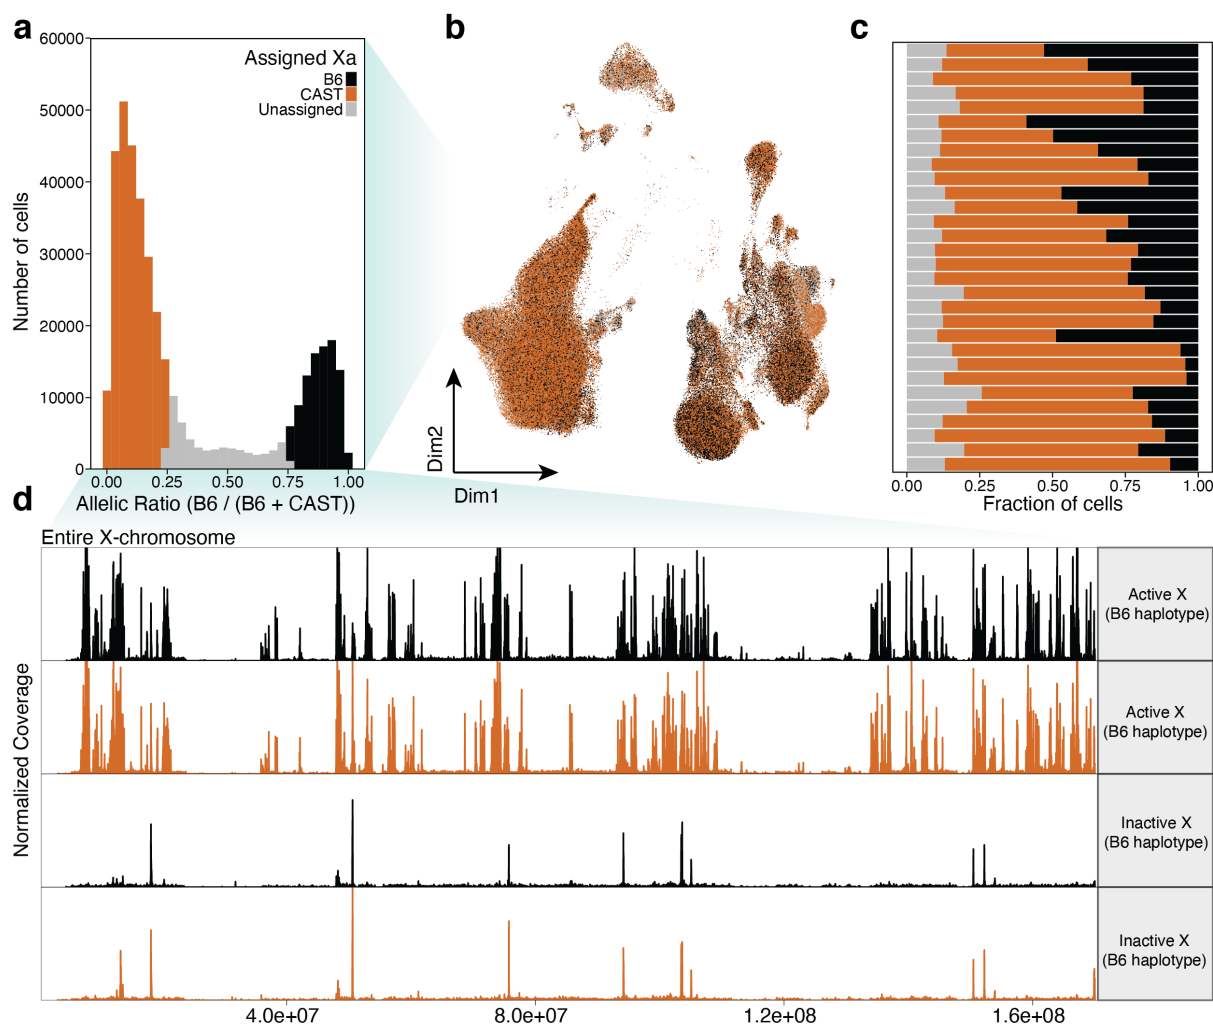 a
60000
50000
40000
30000
20000
10000
0
Number of cells
Assigned Xa
B6
CAST
Unassigned
0.00 0.25 0.50 0.75 1.00
Allelic Ratio (B6 / (B6 + CAST))
b
Dim2
Dim1
c
0.00 0.25 0.50 0.75 1.00
Fraction of cells
d
Entire X-chromosome
Normalized Coverage
Active X
(B6 haplotype)
Active X
(B6 haplotype)
Inactive X
(B6 haplotype)
Inactive X
(B6 haplotype)
4.0e+07 8.0e+07 1.2e+08 1.6e+08